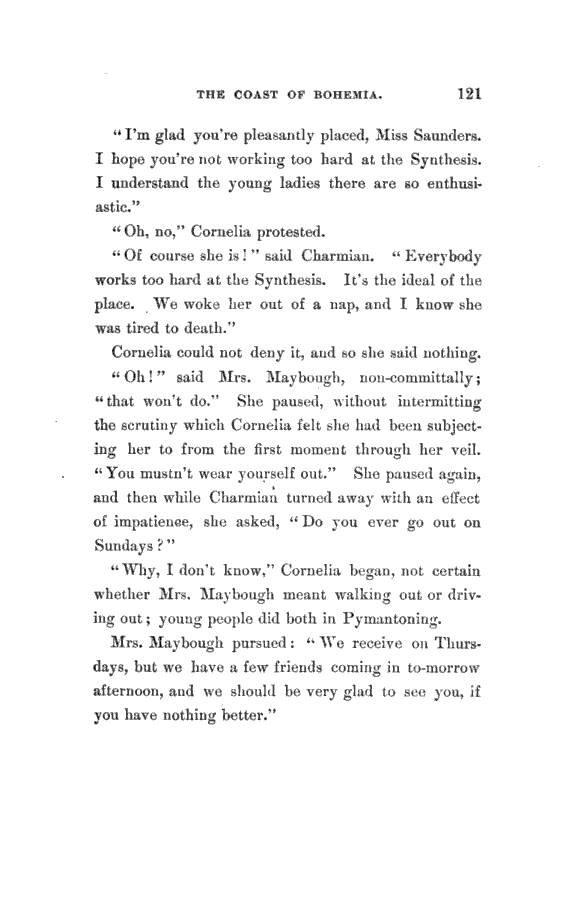 THE COAST OF BOHEMIA. 121
“I'm glad you're pleasantly placed, Miss Saunders.
I hope you're not working too hard at the Synthesis.
I understand the young ladies there are so enthusi-
astic.”
“Oh, no,” Cornelia protested.
“Of course she is!” said Charmian. “Everybody
works too hard at the Synthesis. It's the ideal of the
place. We woke her out of a nap, and I know she
was tired to death.”
Cornelia could not deny it, and so she said nothing.
“Oh!” said Mrs. Maybough, non-committally;
“that won't do.” She paused, without intermitting
the scrutiny which Cornelia felt she had been subject-
ing her to from the first moment through her veil.
“You mustn't wear yourself out.” She paused again,
and then while Charmian turned away with an effect
of impatience, she asked, “Do you ever go out on
Sundays?”
“Why, I don't know,” Cornelia began, not certain
whether Mrs. Maybough meant walking out or driv-
ing out; young people did both in Pymantoning.
Mrs. Maybough pursued: “We receive on Thurs-
days, but we have a few friends coming in to-morrow
afternoon, and we should be very glad to see you, if
you have nothing better.”